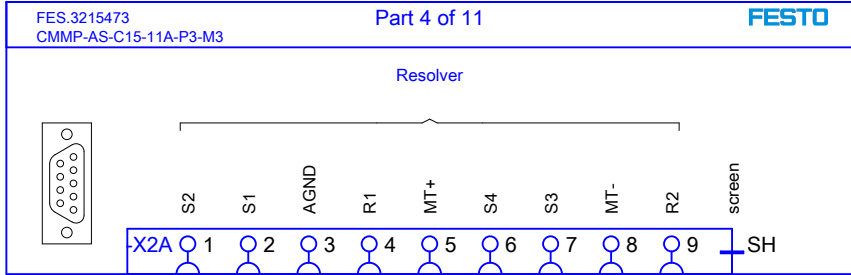 FES.3215473
CMMP-AS-C15-11A-P3-M3
Part 4 of 11
FESTO
Resolver
S2 S1 AGND R1 MT+ S4 S3 MT- R2 screen
-X2A 1 2 3 4 5 6 7 8 9 SH